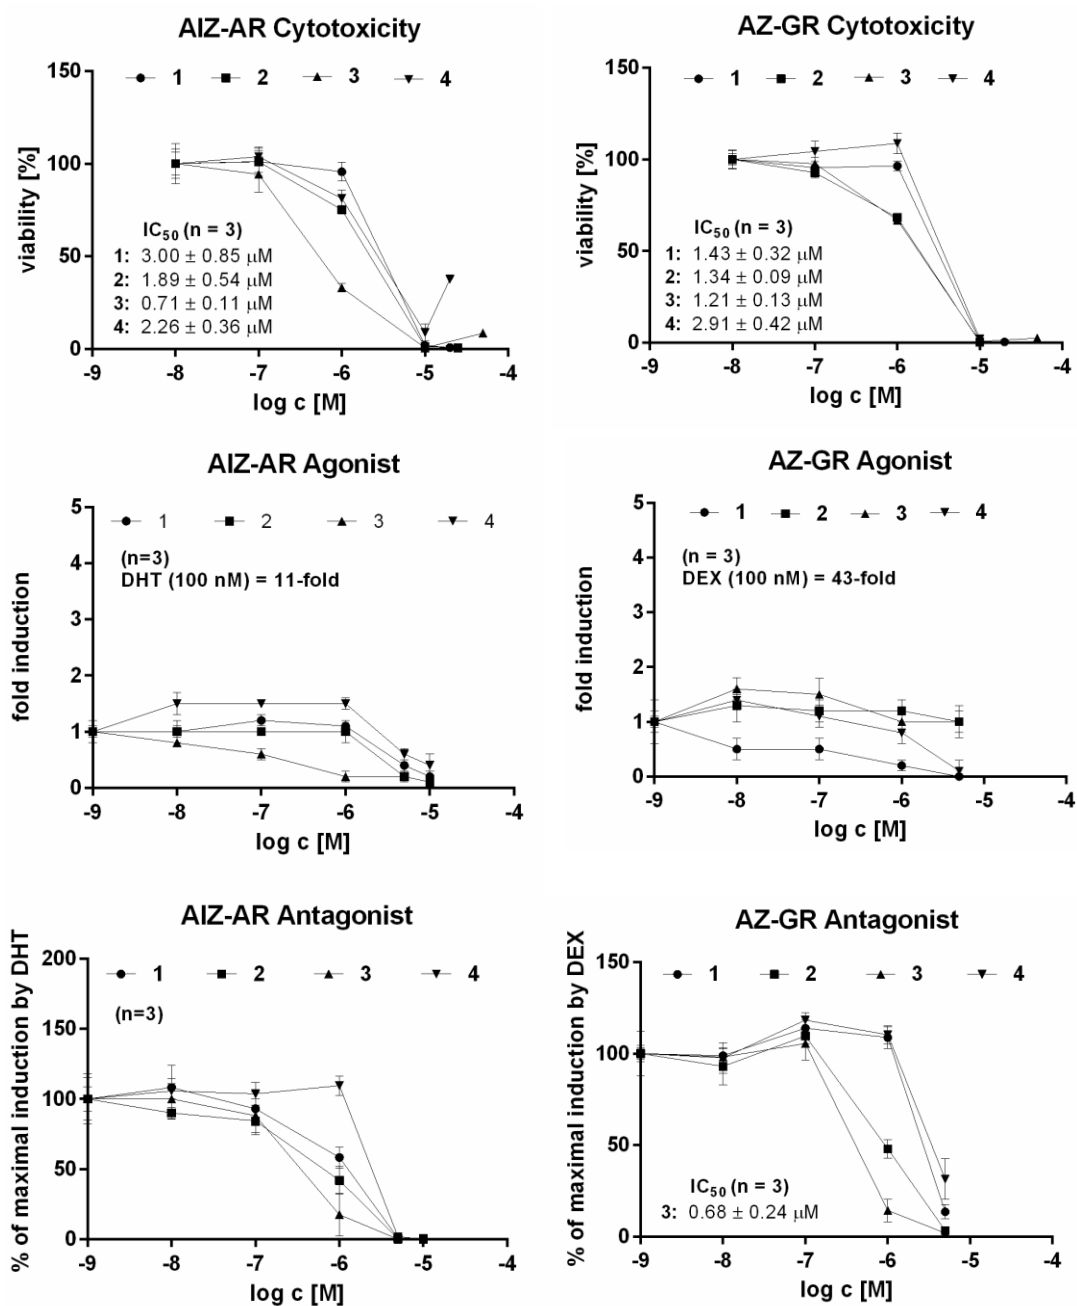 AIZ-AR Cytotoxicity
1 2 3 4
viability [%]
150
100
50
0
IC50 (n = 3)
1: 3.00 ± 0.85 µM
2: 1.89 ± 0.54 µM
3: 0.71 ± 0.11 µM
4: 2.26 ± 0.36 µM
-9 -8 -7 -6 -5 -4
log c [M]
AZ-GR Cytotoxicity
1 2 3 4
viability [%]
150
100
50
0
IC50 (n = 3)
1: 1.43 ± 0.32 µM
2: 1.34 ± 0.09 µM
3: 1.21 ± 0.13 µM
4: 2.91 ± 0.42 µM
-9 -8 -7 -6 -5 -4
log c [M]
AIZ-AR Agonist
1 2 3 4
fold induction
5
4
3
2
1
0
(n=3)
DHT (100 nM) = 11-fold
-9 -8 -7 -6 -5 -4
log c [M]
AZ-GR Agonist
1 2 3 4
fold induction
5
4
3
2
1
0
(n = 3)
DEX (100 nM) = 43-fold
-9 -8 -7 -6 -5 -4
log c [M]
AIZ-AR Antagonist
1 2 3 4
% of maximal induction by DHT
200
150
100
50
0
(n=3)
-9 -8 -7 -6 -5 -4
log c [M]
AZ-GR Antagonist
1 2 3 4
% of maximal induction by DEX
150
100
50
0
IC50 (n = 3)
3: 0.68 ± 0.24 µM
-9 -8 -7 -6 -5 -4
log c [M]